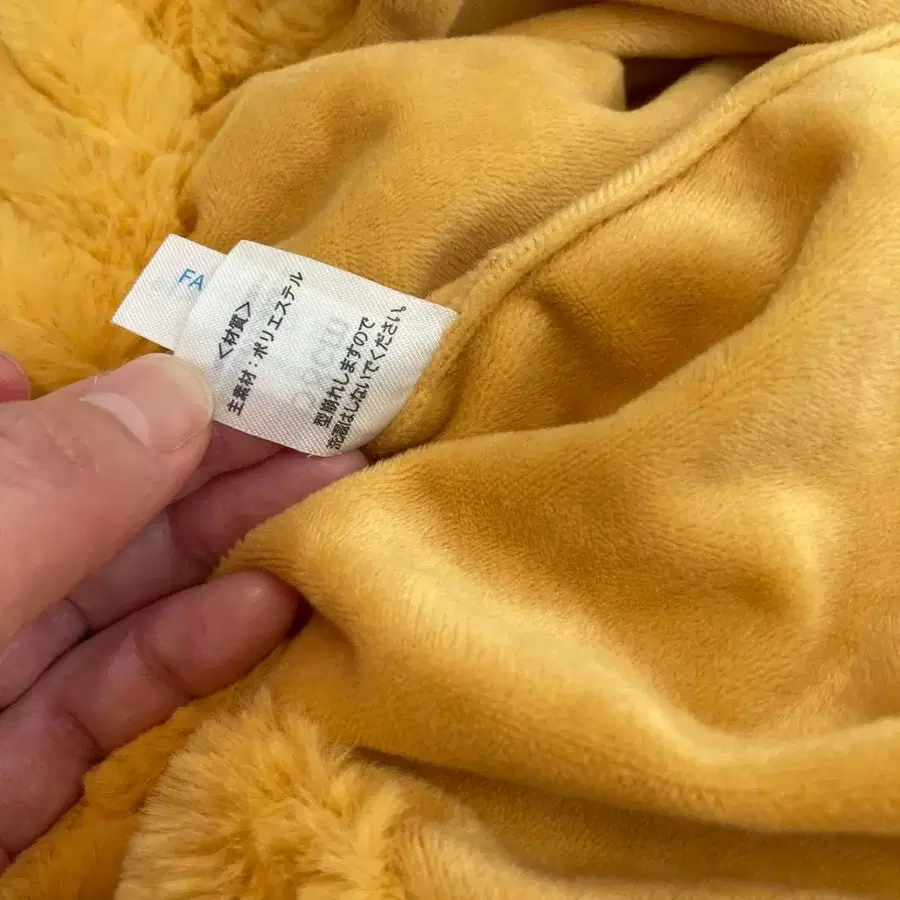 FA
<材質>
主素材:ポリエステル
型崩れしますので
洗濯はしないでください。